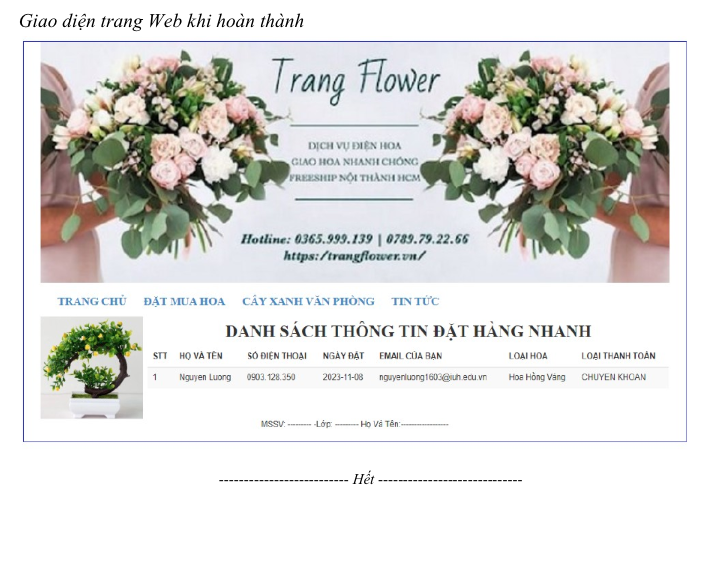 Giao diện trang Web khi hoàn thành
Trang Flower
DỊCH VỤ ĐIỆN HOA
GIAO HOA NHANH CHÓNG
FREESHIP NỘI THÀNH HCM
Hotline: 0365.999.139 | 0789.79.22.66
https://trangflower.vn/
TRANG CHỦ ĐẶT MUA HOA CÂY XANH VĂN PHÒNG TIN TỨC
DANH SÁCH THÔNG TIN ĐẶT HÀNG NHANH
STT HỌ VÀ TÊN SỐ ĐIỆN THOẠI NGÀY ĐẶT EMAIL CỦA BẠN LOẠI HOA LOẠI THANH TOÁN
1 Nguyen Luong 0903.128.350 2023-11-08 nguyenluong1603@iuh.edu.vn Hoa Hồng Vàng CHUYEN KHOAN
MSSV: --------- -Lớp: --------- Họ Và Tên:------------------
-------------------------- Hết -----------------------------